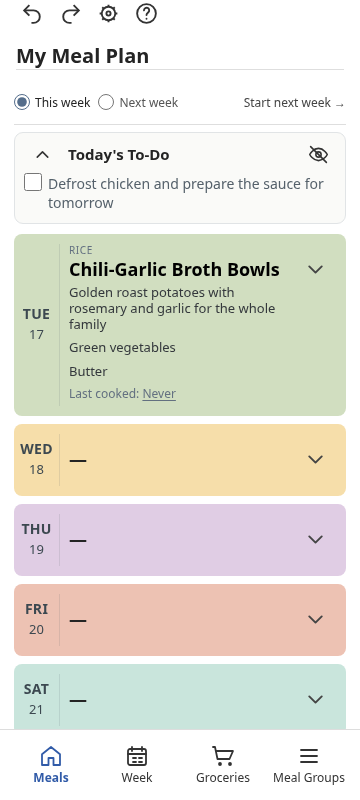 My Meal Plan
This week
Next week
Start next week →
Today's To-Do
Defrost chicken and prepare the sauce for
tomorrow
TUE
17
RICE
Chili-Garlic Broth Bowls
Golden roast potatoes with
rosemary and garlic for the whole
family
Green vegetables
Butter
Last cooked: Never
WED
18
—
THU
19
—
FRI
20
—
SAT
21
—
Meals
Week
Groceries
Meal Groups